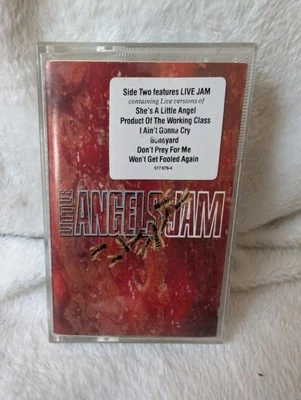 Side Two features LIVE JAM
containing Live versions of
She's A Little Angel
Product Of The Working Class
I Ain't Gonna Cry
Boneyard
Don't Prey For Me
Won't Get Fooled Again
517 676-4
LITTLE ANGELS JAM